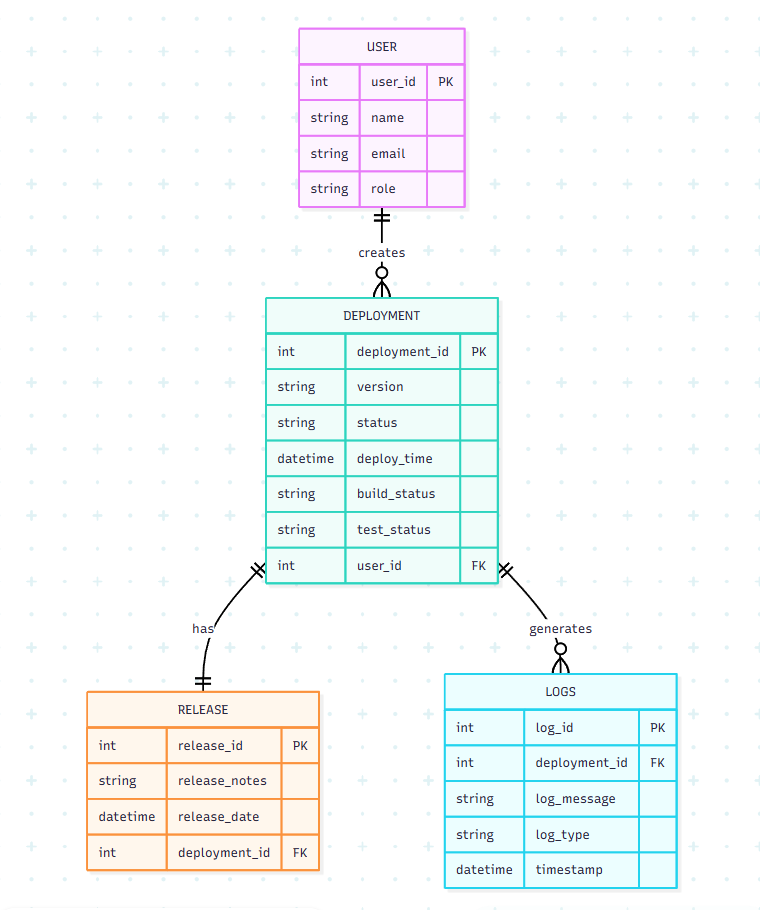 USER
int user_id PK
string name
string email
string role
creates
DEPLOYMENT
int deployment_id PK
string version
string status
datetime deploy_time
string build_status
string test_status
int user_id FK
has
generates
RELEASE
int release_id PK
string release_notes
datetime release_date
int deployment_id FK
LOGS
int log_id PK
int deployment_id FK
string log_message
string log_type
datetime timestamp